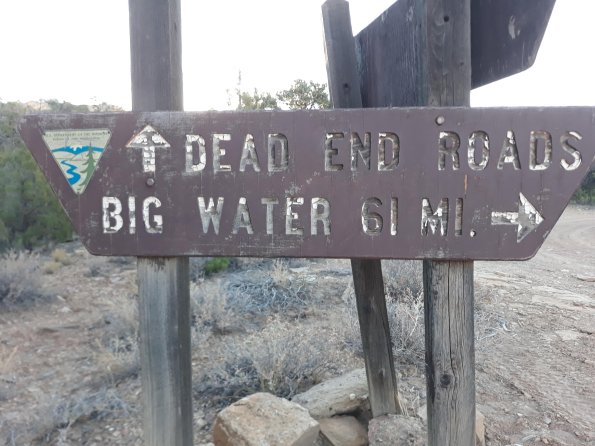 ↑ DEAD END ROADS
BIG WATER 61 MI. →